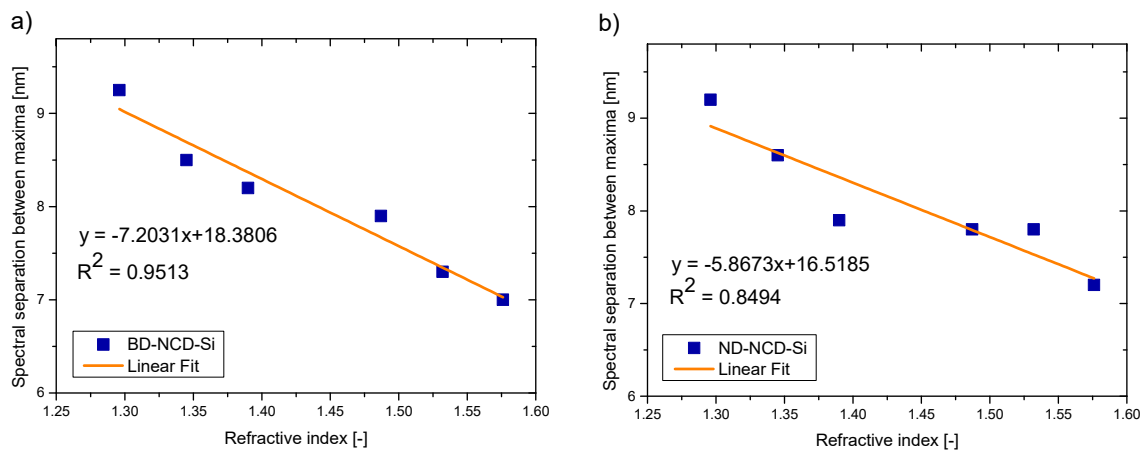 a)
Spectral separation between maxima [nm]
9
8
7
6
y = -7.2031x+18.3806
R² = 0.9513
BD-NCD-Si
Linear Fit
1.25 1.30 1.35 1.40 1.45 1.50 1.55 1.60
Refractive index [-]
b)
Spectral separation between maxima [nm]
9
8
7
6
y = -5.8673x+16.5185
R² = 0.8494
ND-NCD-Si
Linear Fit
1.25 1.30 1.35 1.40 1.45 1.50 1.55 1.60
Refractive index [-]